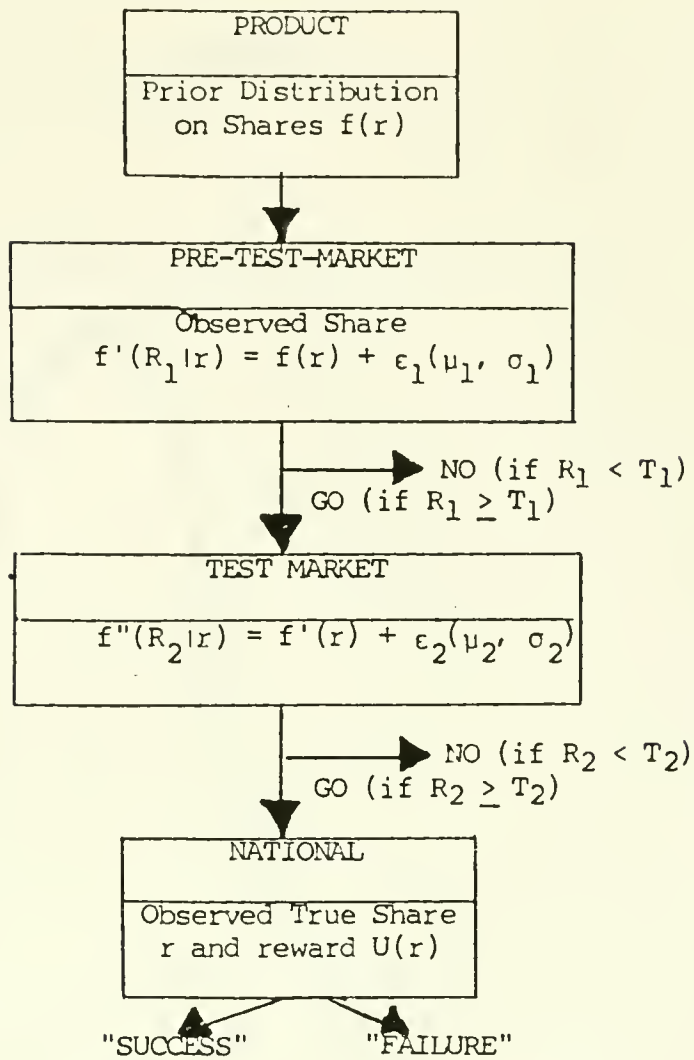 PRODUCT
Prior Distribution
on Shares f(r)
PRE-TEST-MARKET
Observed Share
f'(R₁|r) = f(r) + ε₁(μ₁, σ₁)
NO (if R₁ < T₁)
GO (if R₁ ≥ T₁)
TEST MARKET
f"(R₂|r) = f'(r) + ε₂(μ₂, σ₂)
NO (if R₂ < T₂)
GO (if R₂ ≥ T₂)
NATIONAL
Observed True Share
r and reward U(r)
"SUCCESS" "FAILURE"